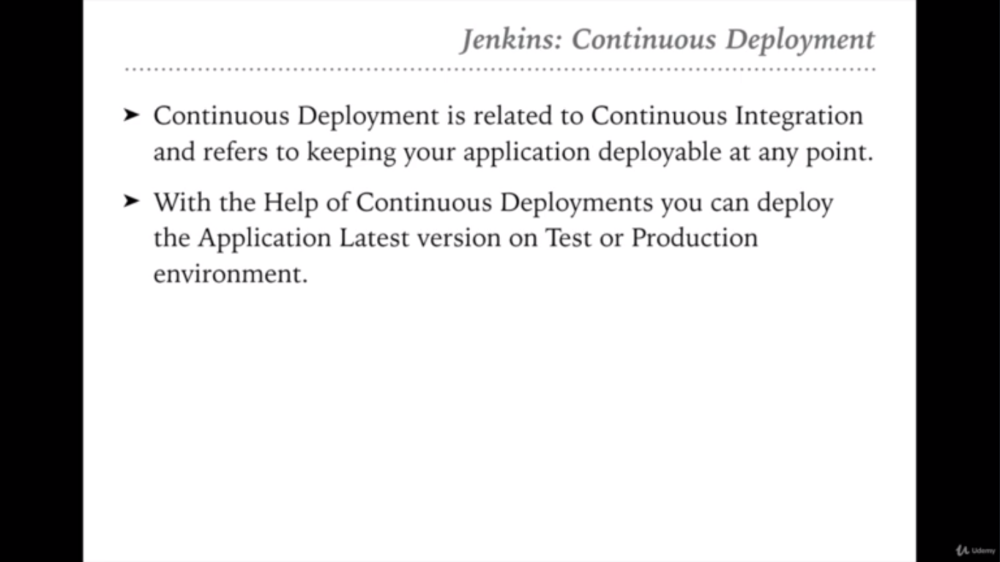 Jenkins: Continuous Deployment
➤ Continuous Deployment is related to Continuous Integration
and refers to keeping your application deployable at any point.
➤ With the Help of Continuous Deployments you can deploy
the Application Latest version on Test or Production
environment.
Udemy